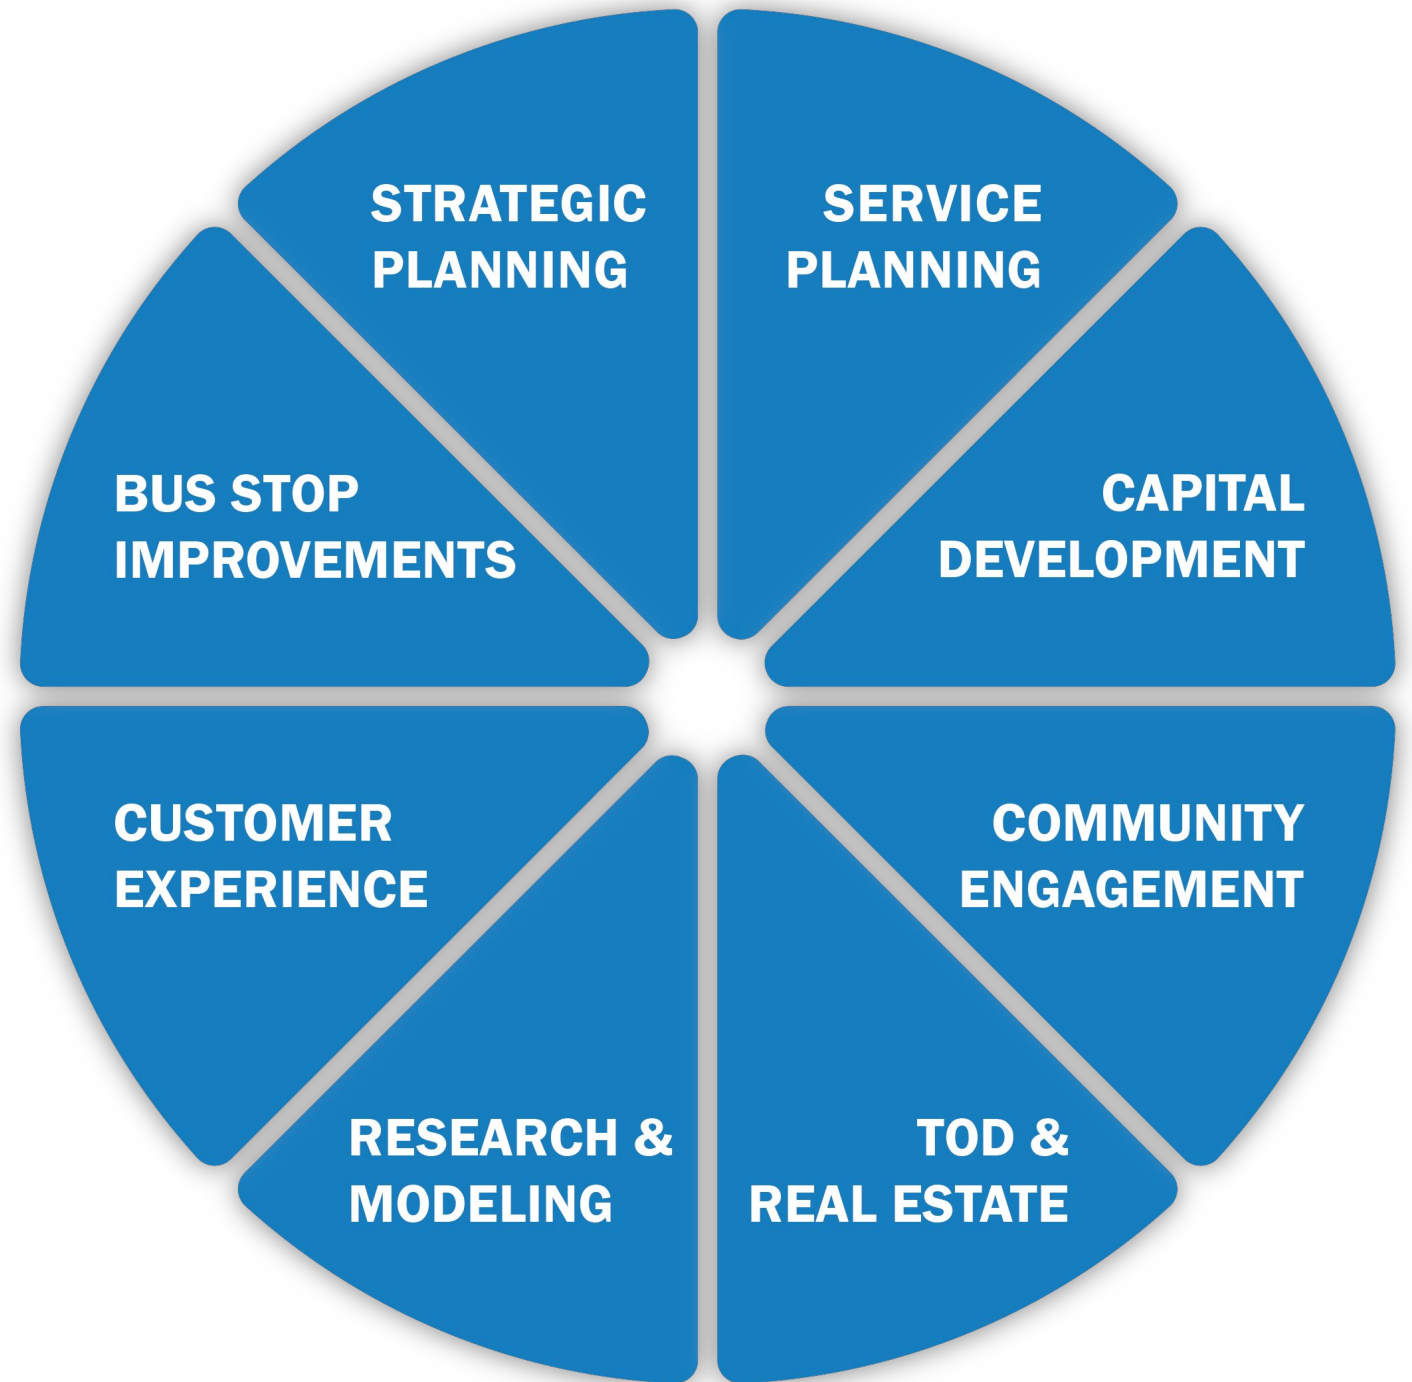 STRATEGIC
PLANNING
SERVICE
PLANNING
BUS STOP
IMPROVEMENTS
CAPITAL
DEVELOPMENT
CUSTOMER
EXPERIENCE
COMMUNITY
ENGAGEMENT
RESEARCH &
MODELING
TOD &
REAL ESTATE